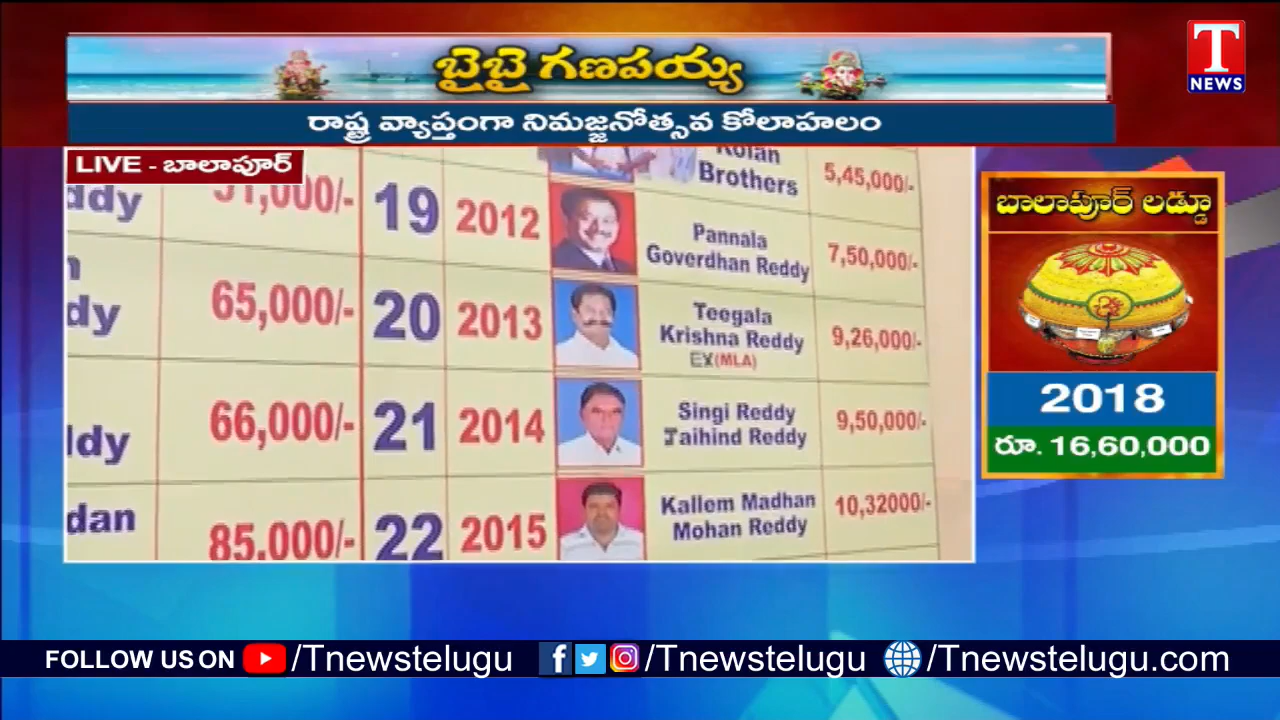 బైబై గణపయ్య
T
NEWS
రాష్ట్ర వ్యాప్తంగా నిమజ్జనోత్సవ కోలాహలం
LIVE - బాలాపూర్
ddy 51,000/- 19 2012 Pannala Goverdhan Reddy 7,50,000/-
Kolan Brothers 5,45,000/-
dy 65,000/- 20 2013 Teegala Krishna Reddy EX(MLA) 9,26,000/-
ddy 66,000/- 21 2014 Singi Reddy Jaihind Reddy 9,50,000/-
dan 85,000/- 22 2015 Kallem Madhan Mohan Reddy 10,32000/-
బాలాపూర్ లడ్డూ
2018
రూ. 16,60,000
FOLLOW US ON /Tnewstelugu /Tnewstelugu /Tnewstelugu.com